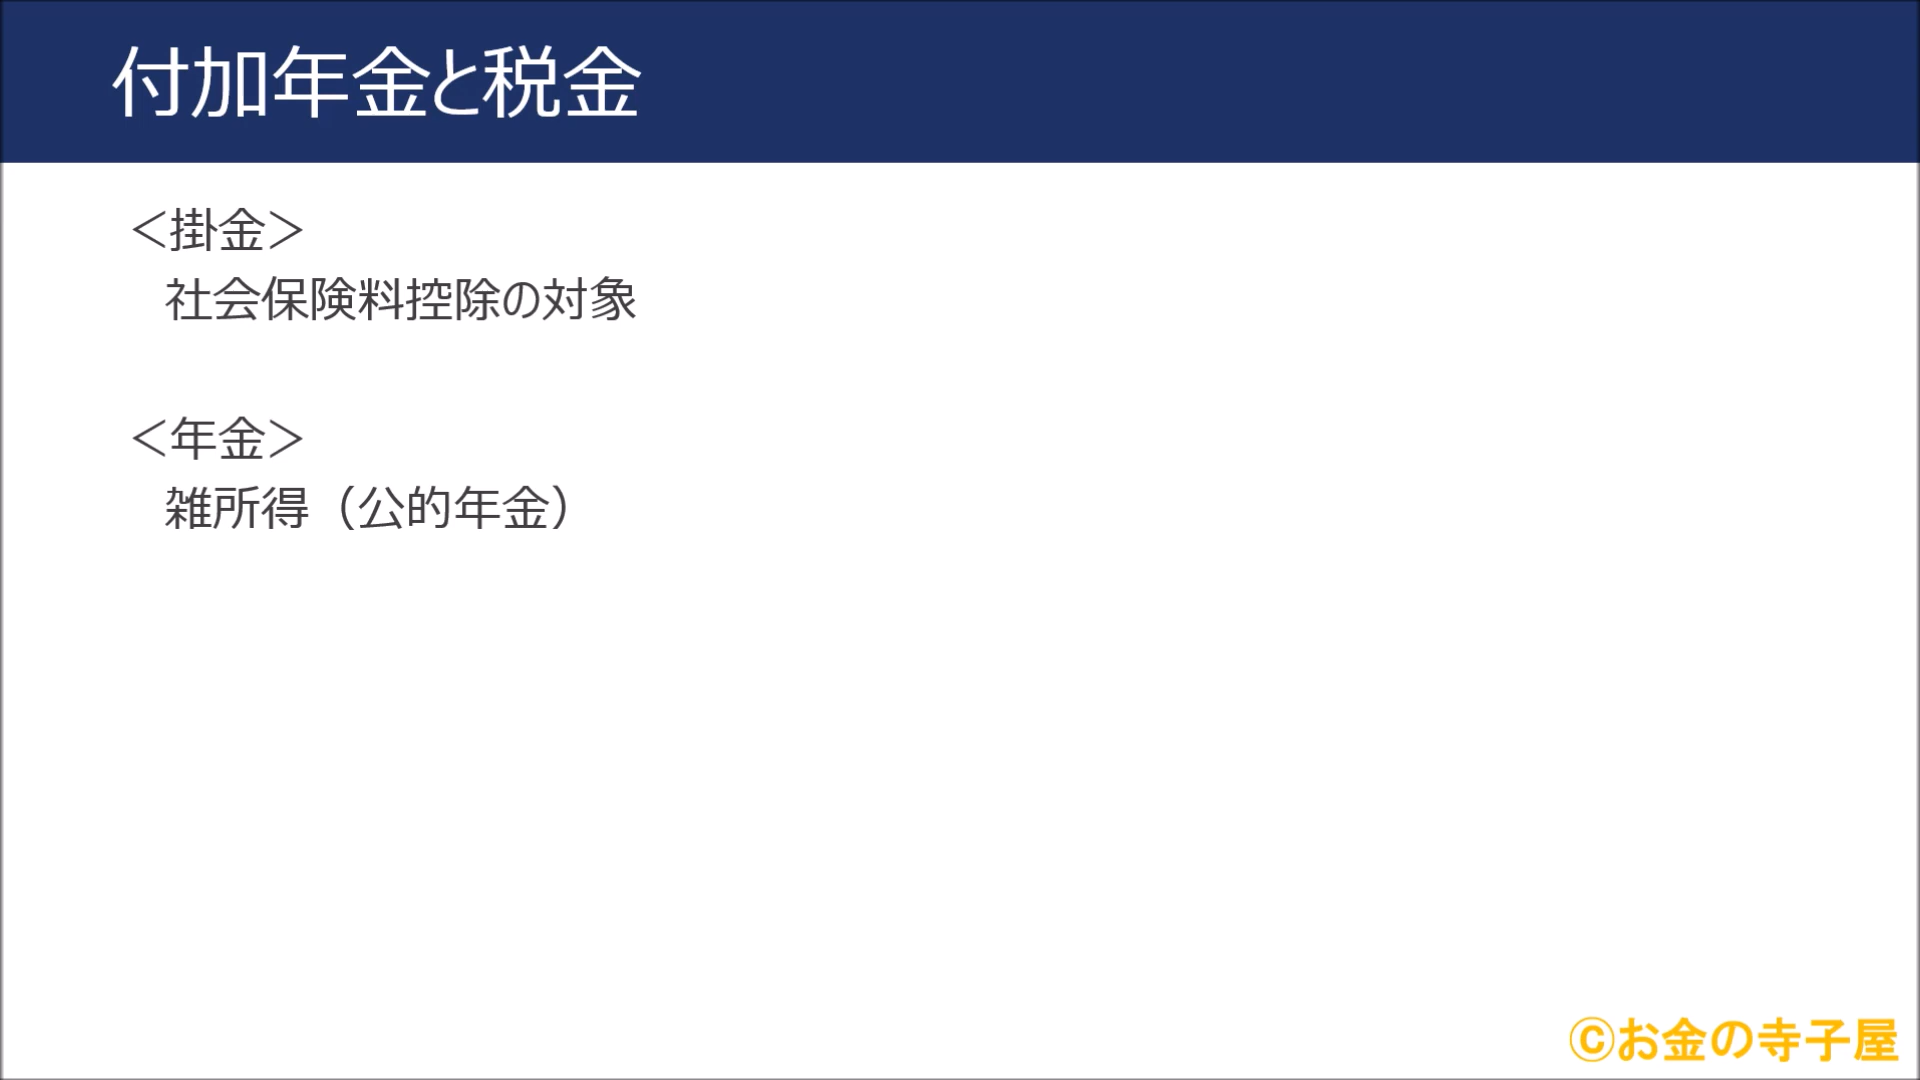 付加年金と税金
＜掛金＞
社会保険料控除の対象
＜年金＞
雑所得（公的年金）
©お金の寺子屋